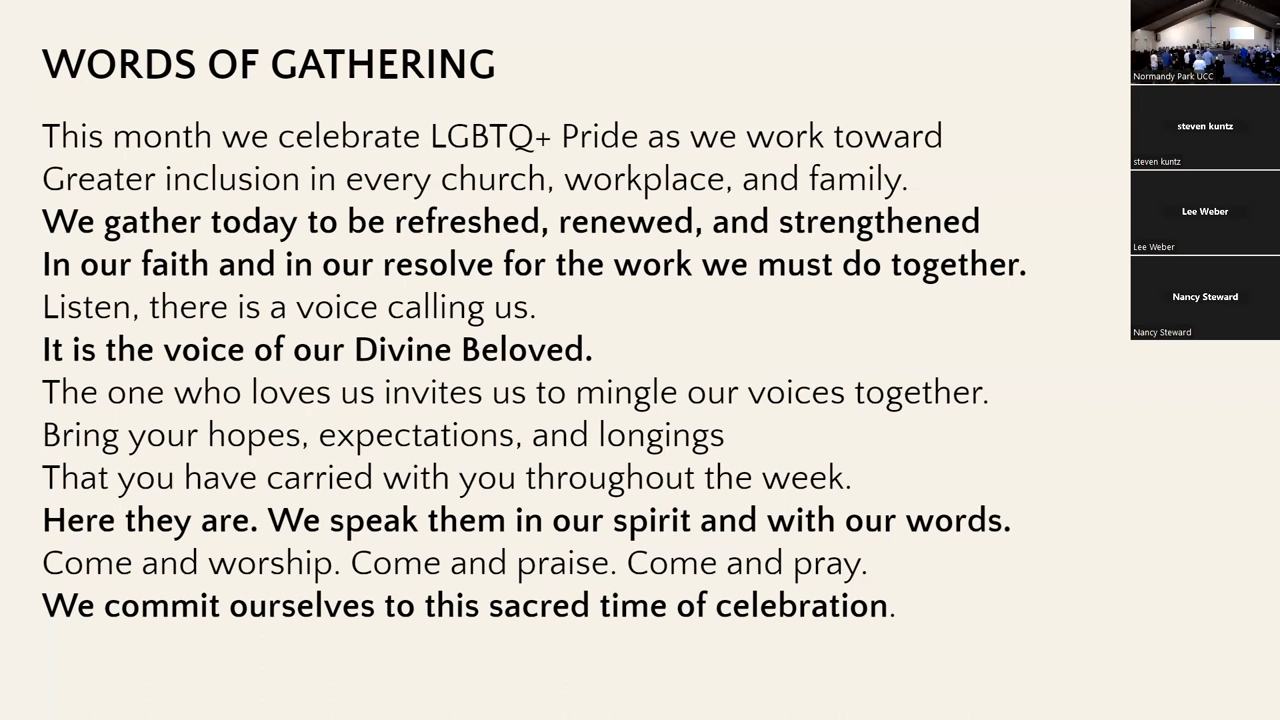 WORDS OF GATHERING
This month we celebrate LGBTQ+ Pride as we work toward
Greater inclusion in every church, workplace, and family.
We gather today to be refreshed, renewed, and strengthened
In our faith and in our resolve for the work we must do together.
Listen, there is a voice calling us.
It is the voice of our Divine Beloved.
The one who loves us invites us to mingle our voices together.
Bring your hopes, expectations, and longings
That you have carried with you throughout the week.
Here they are. We speak them in our spirit and with our words.
Come and worship. Come and praise. Come and pray.
We commit ourselves to this sacred time of celebration.
Normandy Park UCC
steven kuntz
steven kuntz
Lee Weber
Lee Weber
Nancy Steward
Nancy Steward